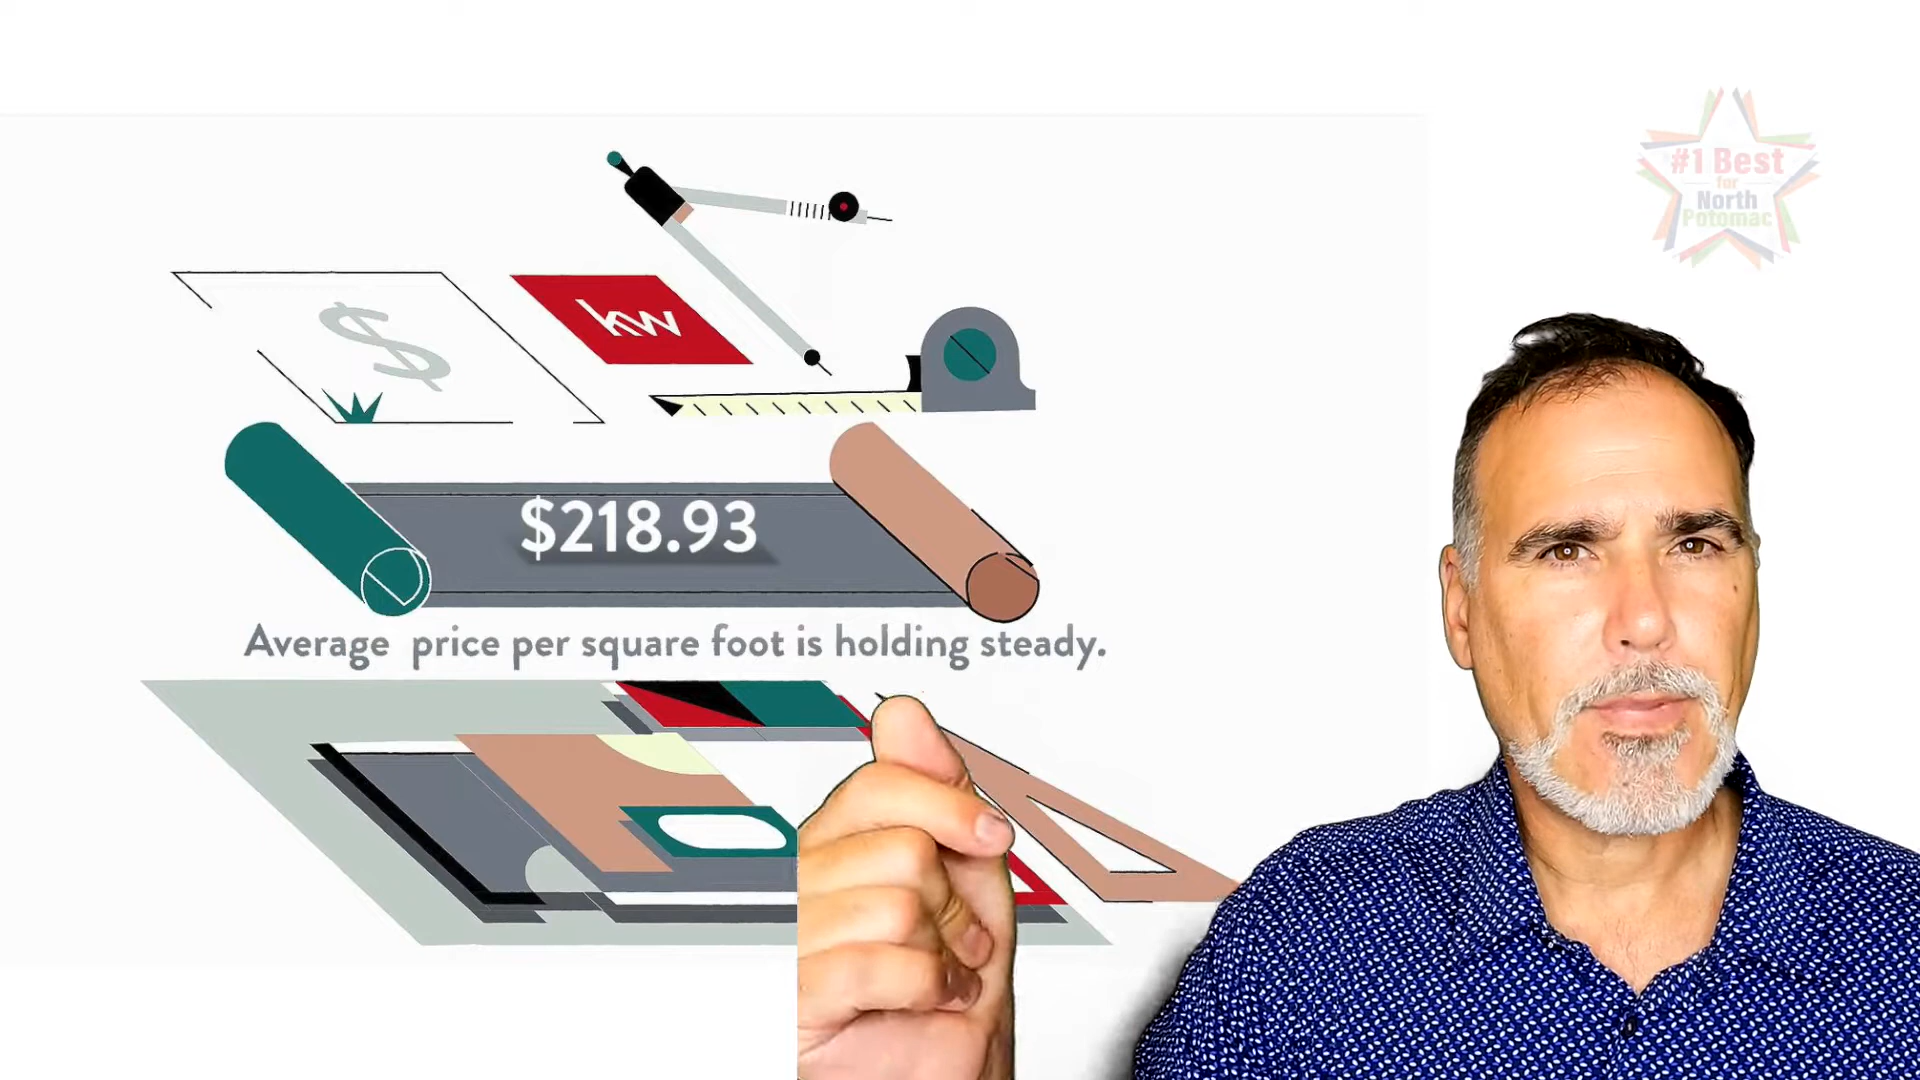 #1 Best
for
North
Potomac
$
kw
$218.93
Average price per square foot is holding steady.